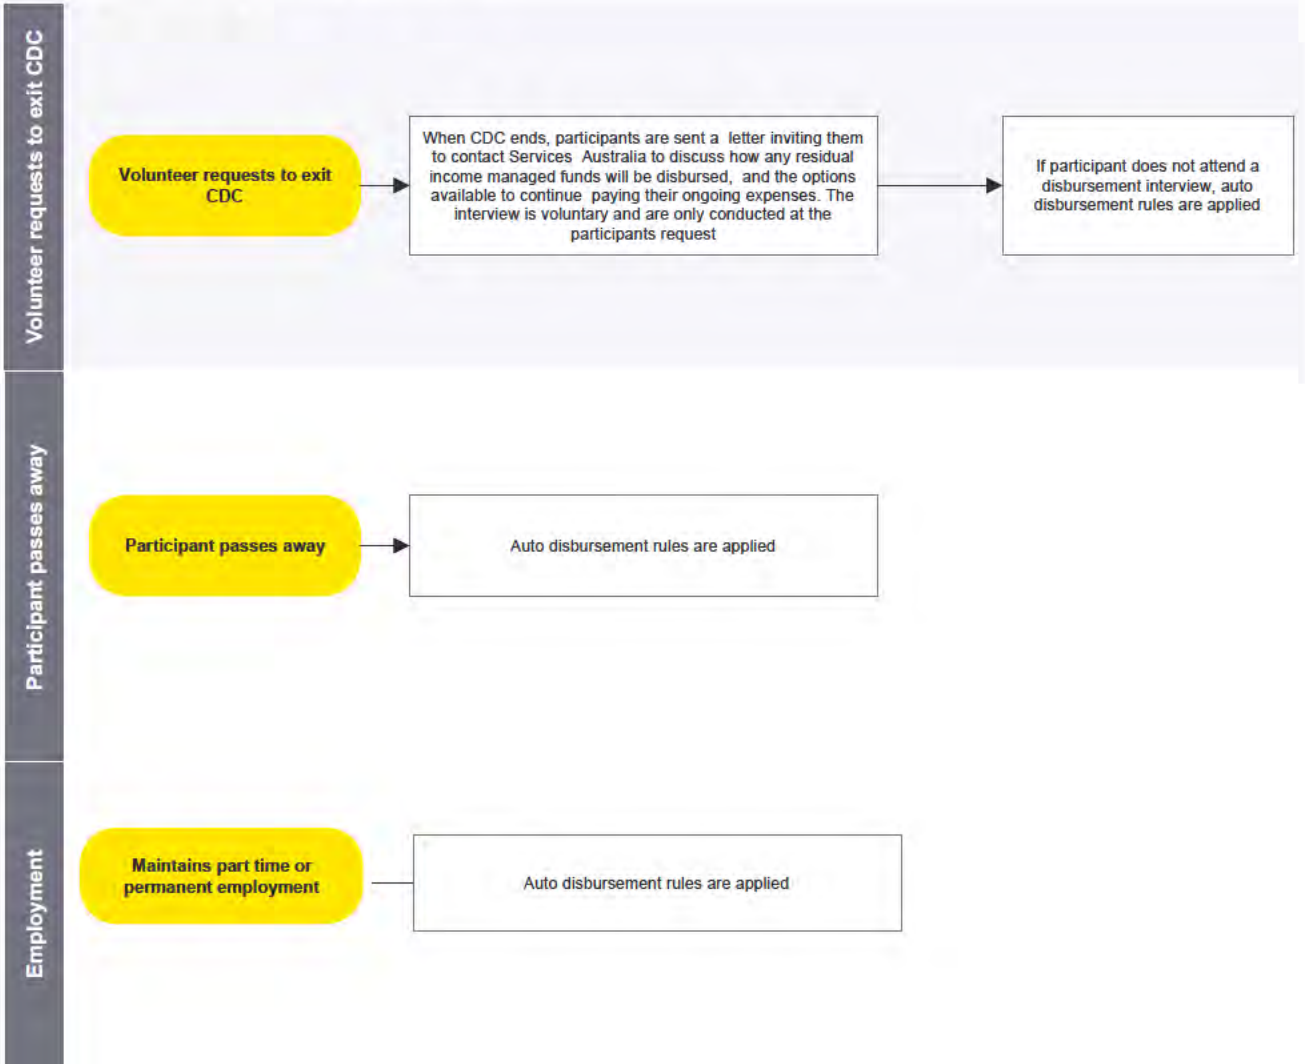 Volunteer requests to exit CDC
Volunteer requests to exit
CDC
When CDC ends, participants are sent a letter inviting them
to contact Services Australia to discuss how any residual
income managed funds will be disbursed, and the options
available to continue paying their ongoing expenses. The
interview is voluntary and are only conducted at the
participants request
If participant does not attend a
disbursement interview, auto
disbursement rules are applied
Participant passes away
Participant passes away
Auto disbursement rules are applied
Employment
Maintains part time or
permanent employment
Auto disbursement rules are applied